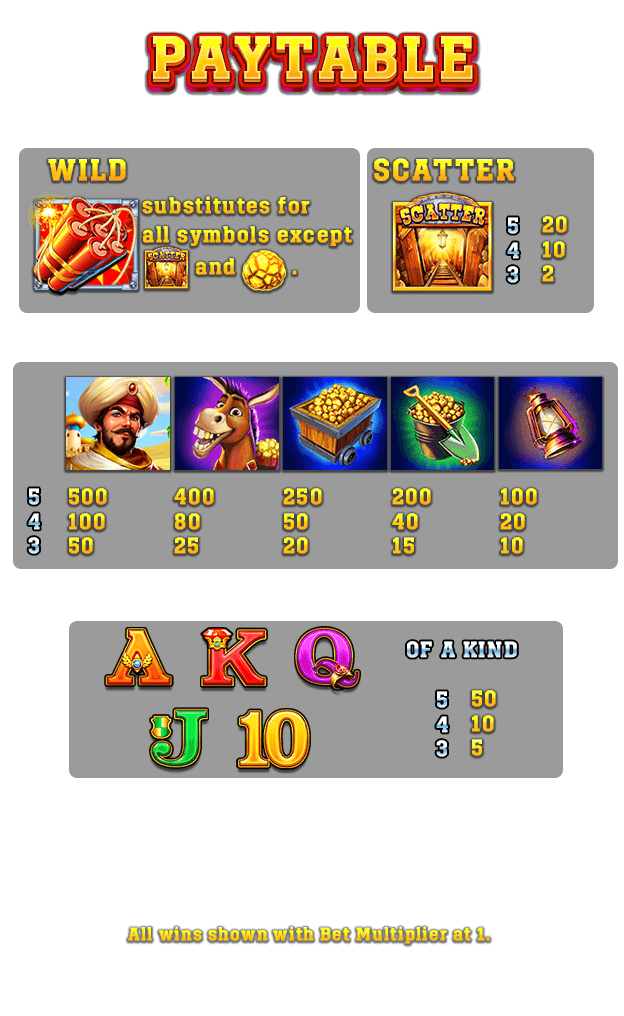 PAYTABLE
WILD
substitutes for
all symbols except
SCATTER and .
SCATTER
SCATTER
5 20
4 10
3 2
5 500 400 250 200 100
4 100 80 50 40 20
3 50 25 20 15 10
A K Q
J 10
OF A KIND
5 50
4 10
3 5
All wins shown with Bet Multiplier at 1.